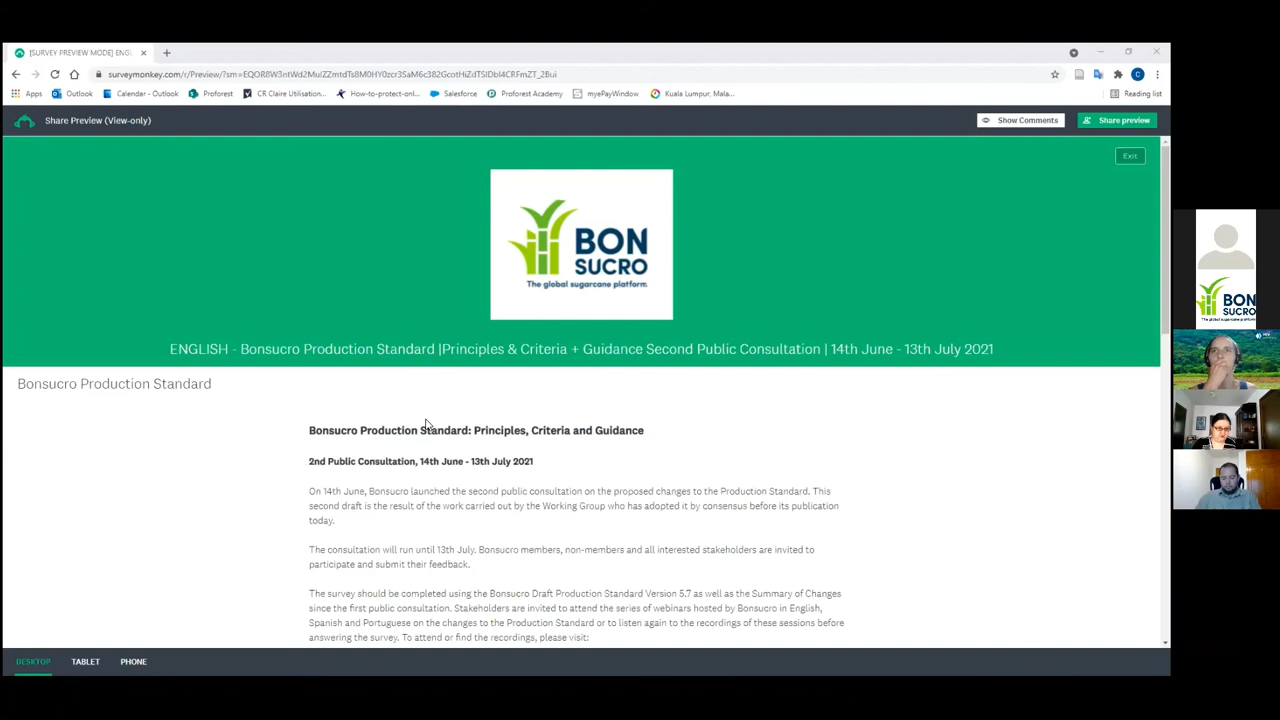 [SURVEY PREVIEW MODE] ENG
surveymonkey.com/r/Preview/?sm=EQOR8W3ntWd2MuIZZmtdTs8M0HY0zcr3SaM6c382GcotHiZdTSIDbI4CRFmZT_2Bui
Apps Outlook Calendar - Outlook Proforest CR Claire Utilisation... How-to-protect-onl... Salesforce Proforest Academy myePayWindow Kuala Lumpur, Mala... Reading list
Share Preview (View-only) Show Comments Share preview
Exit
BON
SUCRO
The global sugarcane platform.
ENGLISH - Bonsucro Production Standard |Principles & Criteria + Guidance Second Public Consultation | 14th June - 13th July 2021
Bonsucro Production Standard
Bonsucro Production Standard: Principles, Criteria and Guidance
2nd Public Consultation, 14th June - 13th July 2021
On 14th June, Bonsucro launched the second public consultation on the proposed changes to the Production Standard. This
second draft is the result of the work carried out by the Working Group who has adopted it by consensus before its publication
today.
The consultation will run until 13th July. Bonsucro members, non-members and all interested stakeholders are invited to
participate and submit their feedback.
The survey should be completed using the Bonsucro Draft Production Standard Version 5.7 as well as the Summary of Changes
since the first public consultation. Stakeholders are invited to attend the series of webinars hosted by Bonsucro in English,
Spanish and Portuguese on the changes to the Production Standard or to listen again to the recordings of these sessions before
answering the survey. To attend or find the recordings, please visit:
DESKTOP TABLET PHONE
BON
SUCRO
The global sugarcane platform.